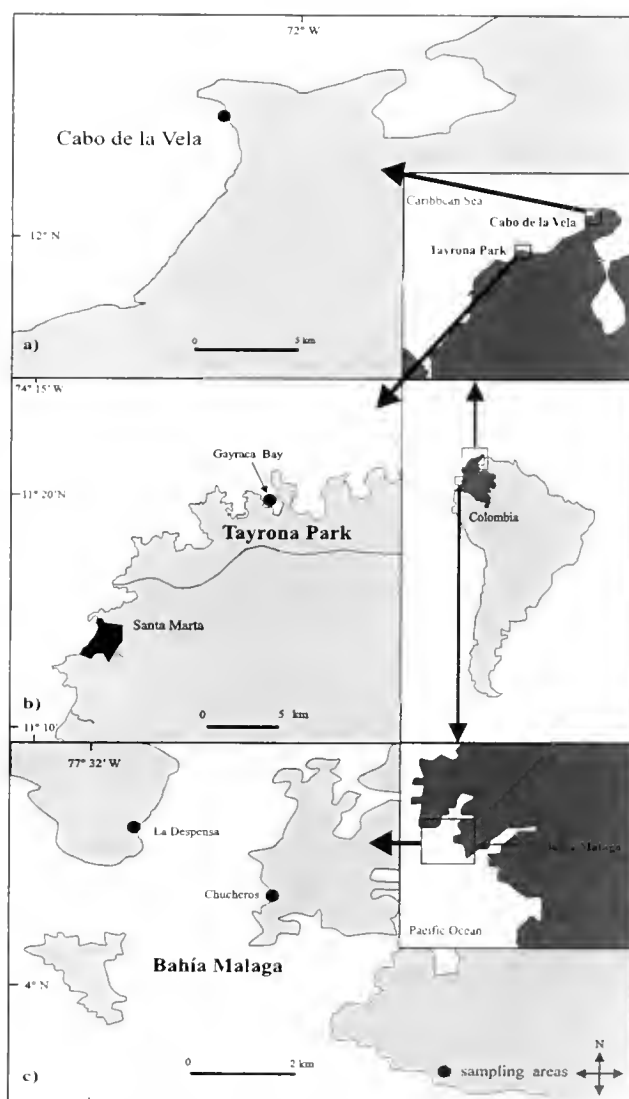 72° W
Cabo de la Vela
12° N
0 5 km
a)
Caribbean Sea
Cabo de la Vela
Tayrona Park
74° 15' W
Gayraca Bay
11° 20' N
Tayrona Park
Colombia
Santa Marta
0 5 km
b)
11° 10'
77° 32' W
La Despensa
Chucheros
Malaga
Pacific Ocean
Bahía Malaga
4° N
0 2 km
N
sampling areas
c)